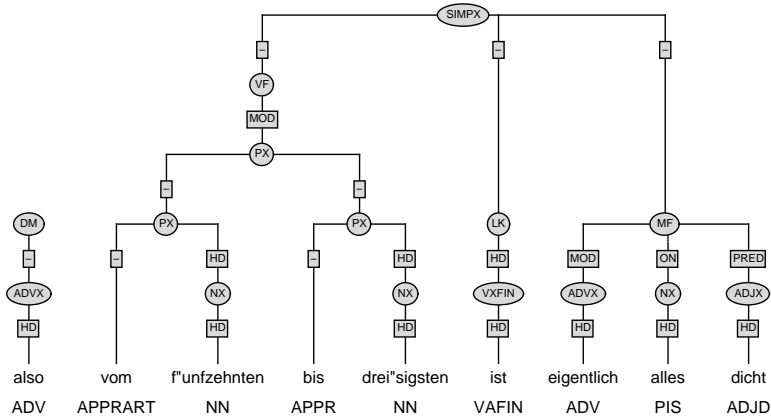 SIMPX
– – –
VF
MOD
PX
– –
DM PX PX LK MF
– – HD – HD HD MOD ON PRED
ADVX NX NX VXFIN ADVX NX ADJX
HD HD HD HD HD HD HD
also vom f"unfzehnten bis drei"sigsten ist eigentlich alles dicht
ADV APPRART NN APPR NN VAFIN ADV PIS ADJD